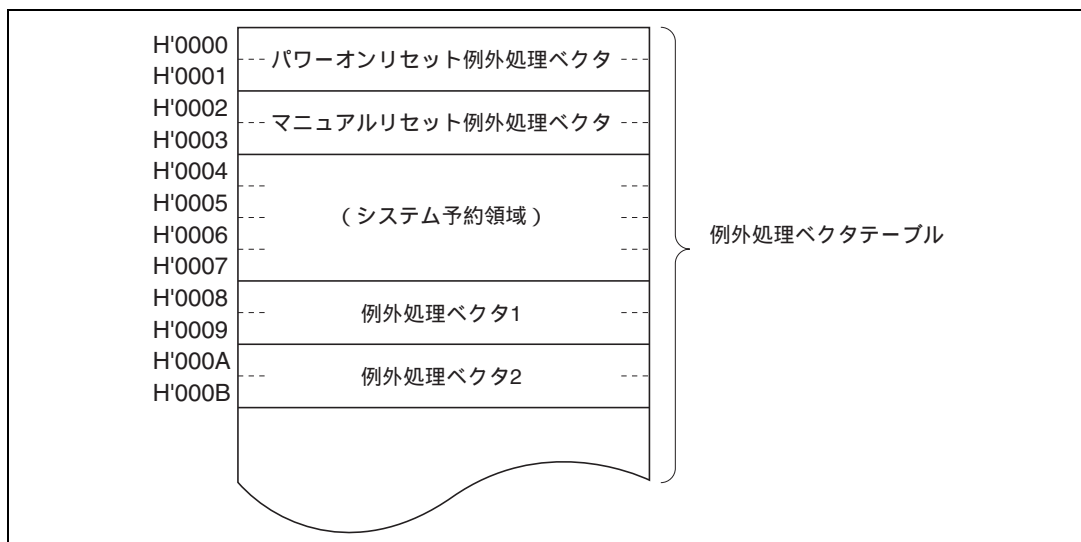 H'0000
パワーオンリセット例外処理ベクタ
H'0001
H'0002
マニュアルリセット例外処理ベクタ
H'0003
H'0004
H'0005
（システム予約領域）
H'0006
H'0007
例外処理ベクタテーブル
H'0008
例外処理ベクタ1
H'0009
H'000A
例外処理ベクタ2
H'000B